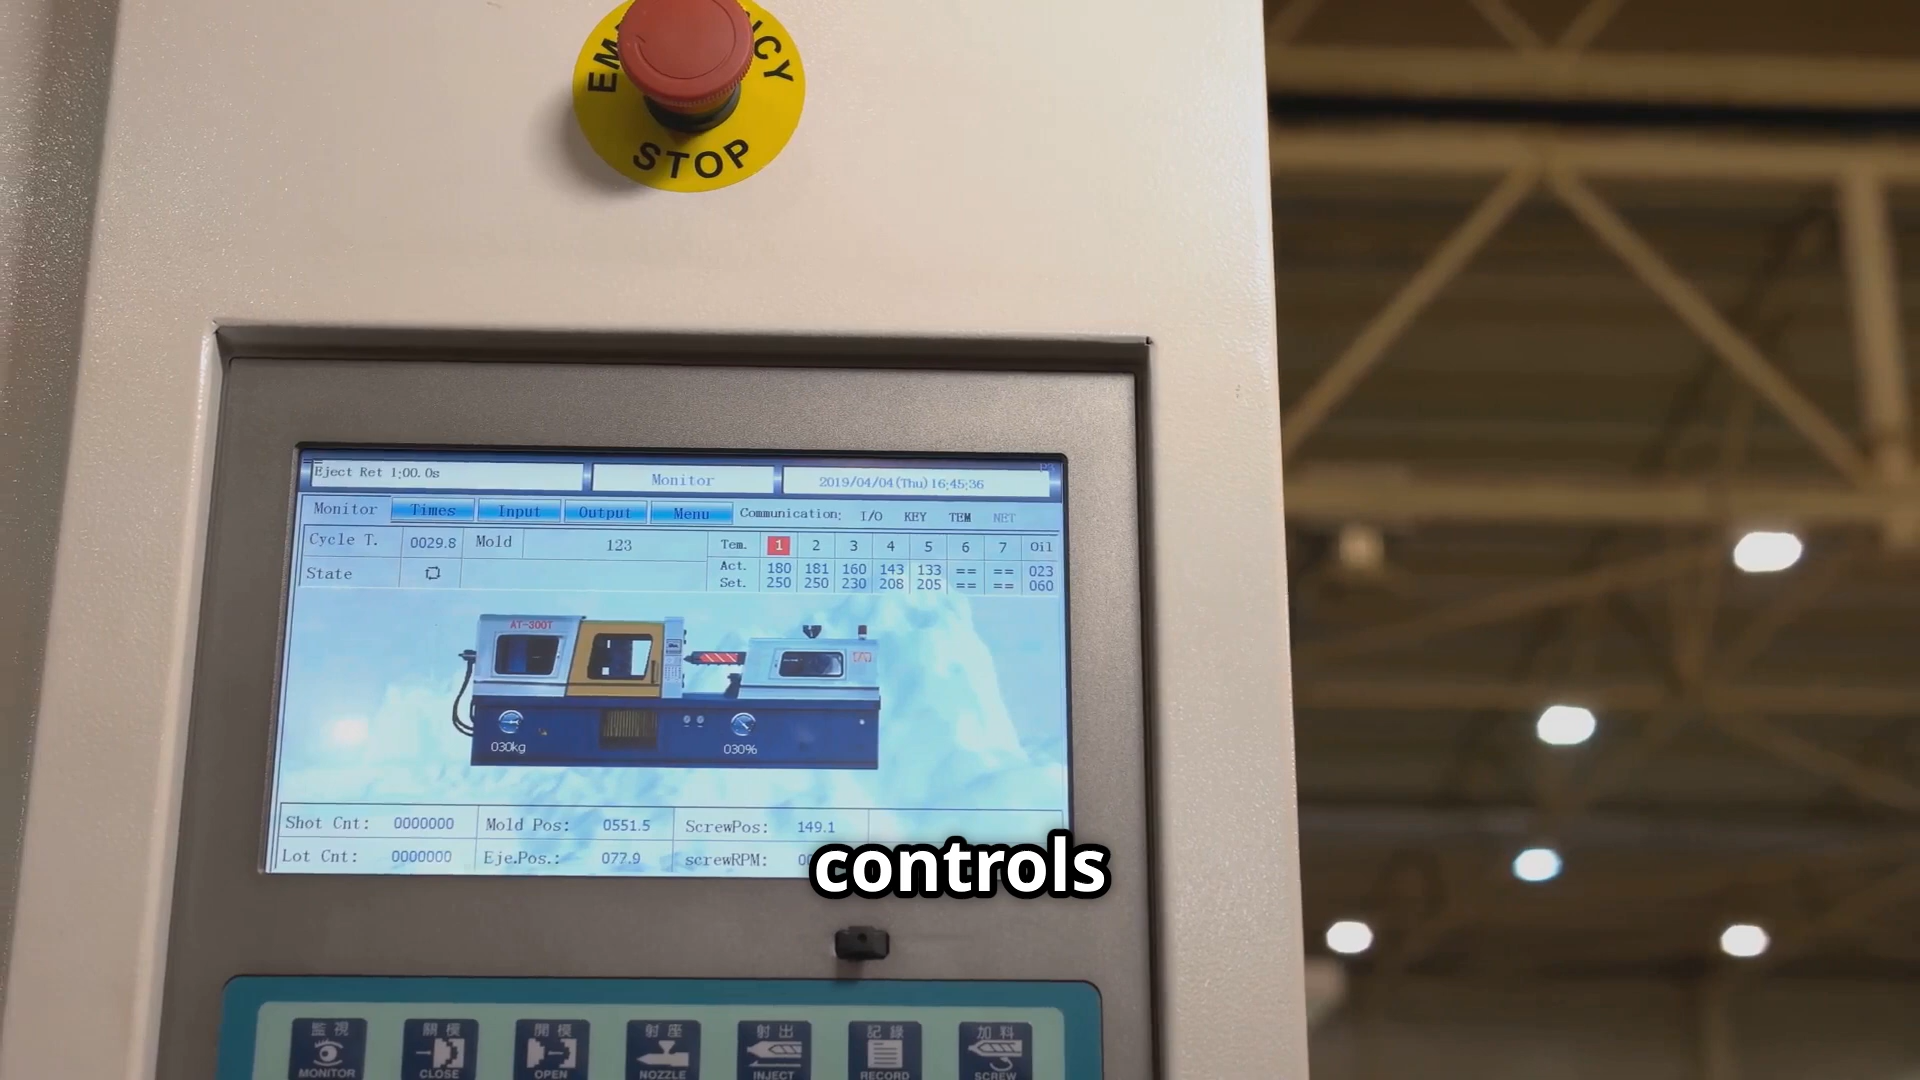 EM NCY
STOP
Eject Ret 1:00.0s
Monitor
2019/04/04(Thu)16:45:36
Monitor Times Input Output Menu Communication: I/O KEY TEM NET
Cycle T. 0029.8 Mold 123
State
Tem. 1 2 3 4 5 6 7 Oil
Act. 180 181 160 143 133 == == 023
Set. 250 250 230 208 205 == == 060
AT-300T
030kg 030%
Shot Cnt: 0000000 Mold Pos: 0551.5 ScrewPos: 149.1
Lot Cnt: 0000000 Eje.Pos.: 077.9 screwRPM:
controls
監視 關模 開模 射座 射出 記錄 加料
MONITOR CLOSE OPEN NOZZLE INJECT RECORD SCREW